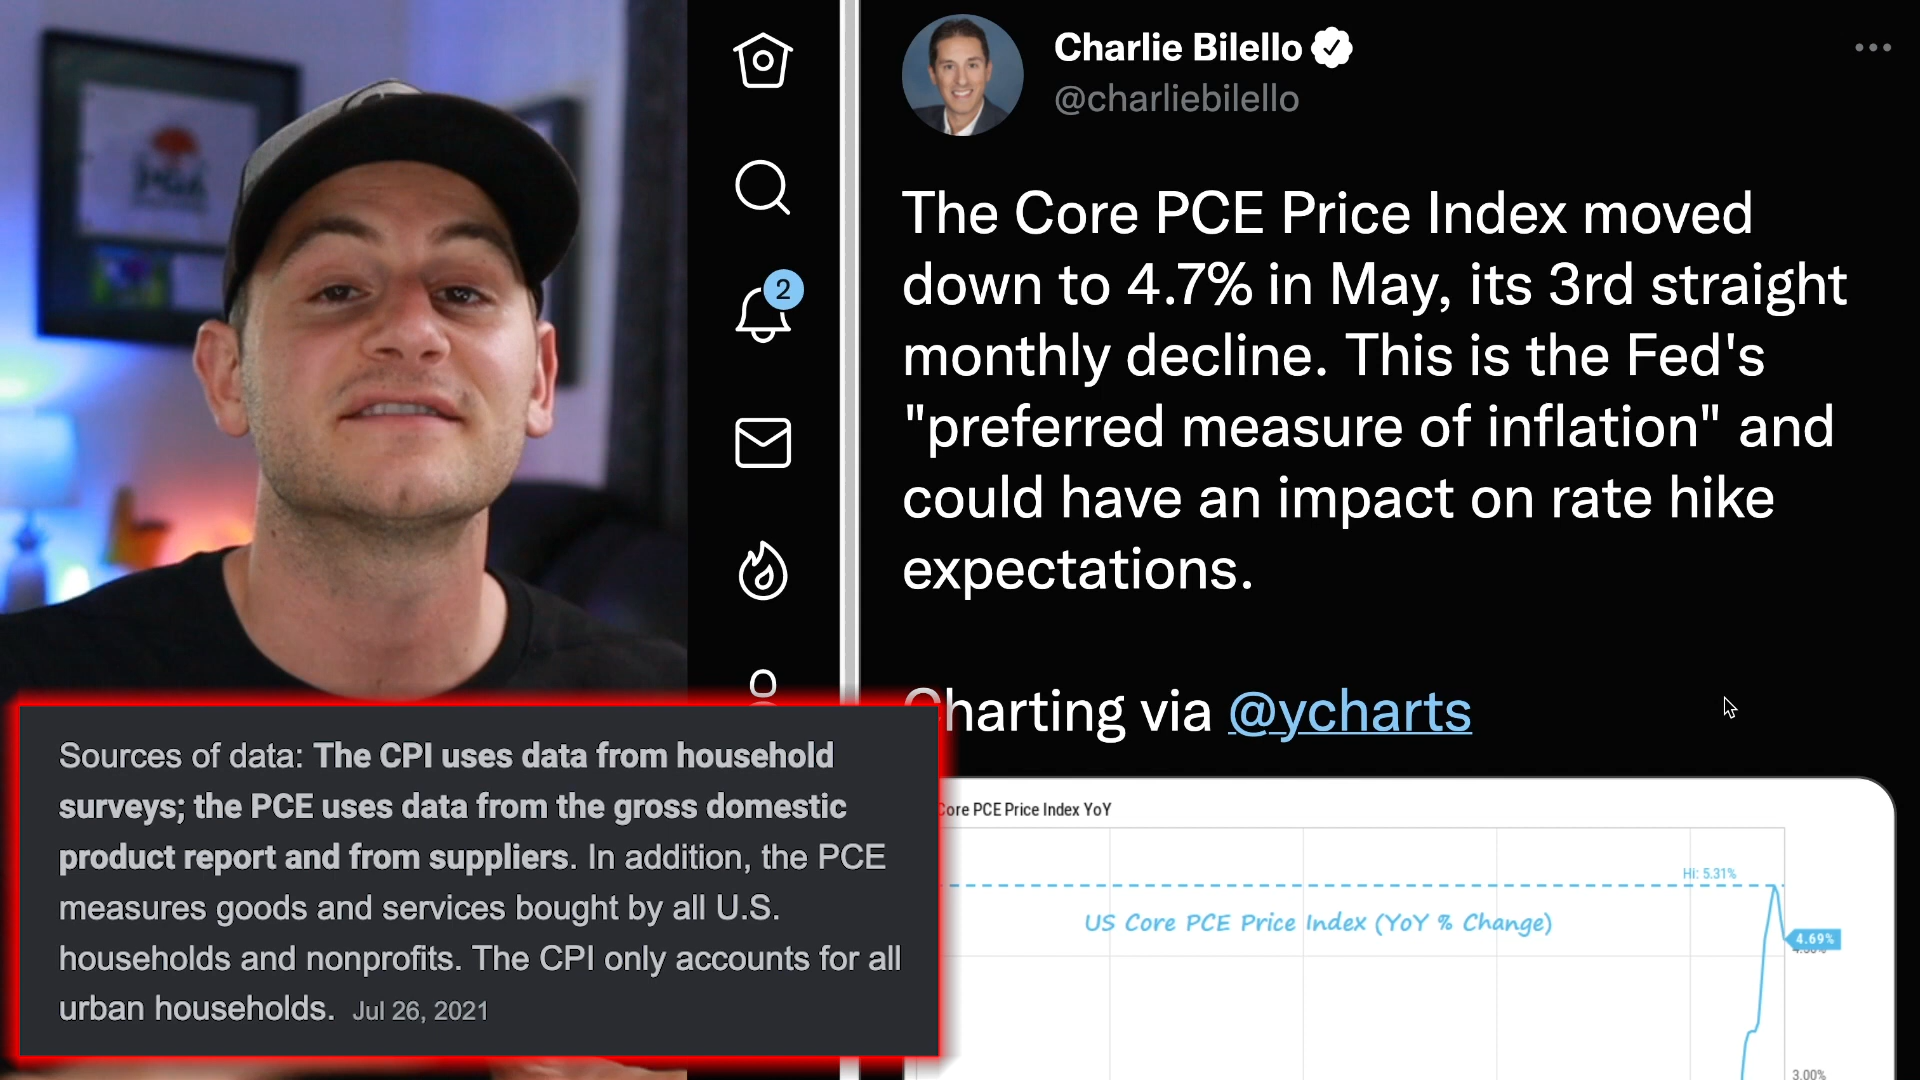 PGA
2
Charlie Bilello
@charliebilello
The Core PCE Price Index moved
down to 4.7% in May, its 3rd straight
monthly decline. This is the Fed's
"preferred measure of inflation" and
could have an impact on rate hike
expectations.
harting via @ycharts
Core PCE Price Index YoY
Hi: 5.31%
US Core PCE Price Index (YoY % Change)
4.69%
3.00%
Sources of data: The CPI uses data from household
surveys; the PCE uses data from the gross domestic
product report and from suppliers. In addition, the PCE
measures goods and services bought by all U.S.
households and nonprofits. The CPI only accounts for all
urban households. Jul 26, 2021